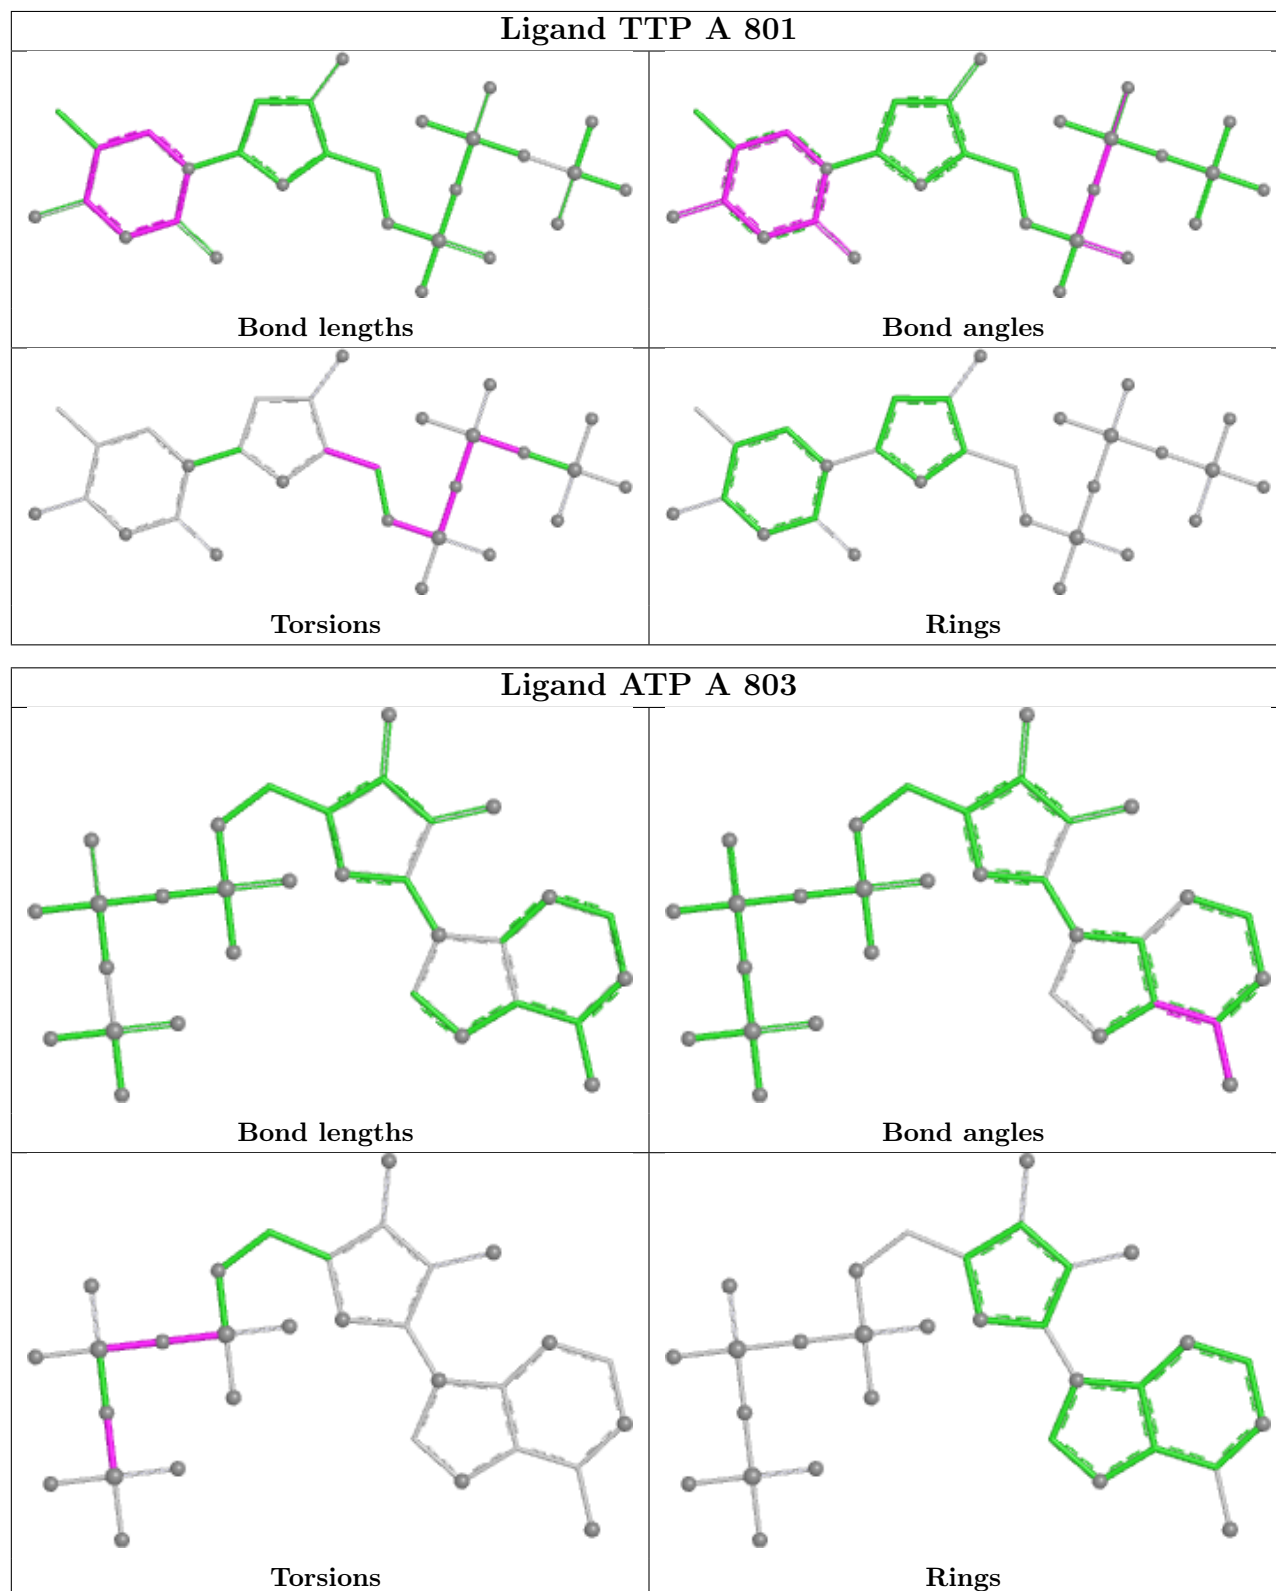 Ligand TTP A 801
Bond lengths
Bond angles
Torsions
Rings
Ligand ATP A 803
Bond lengths
Bond angles
Torsions
Rings